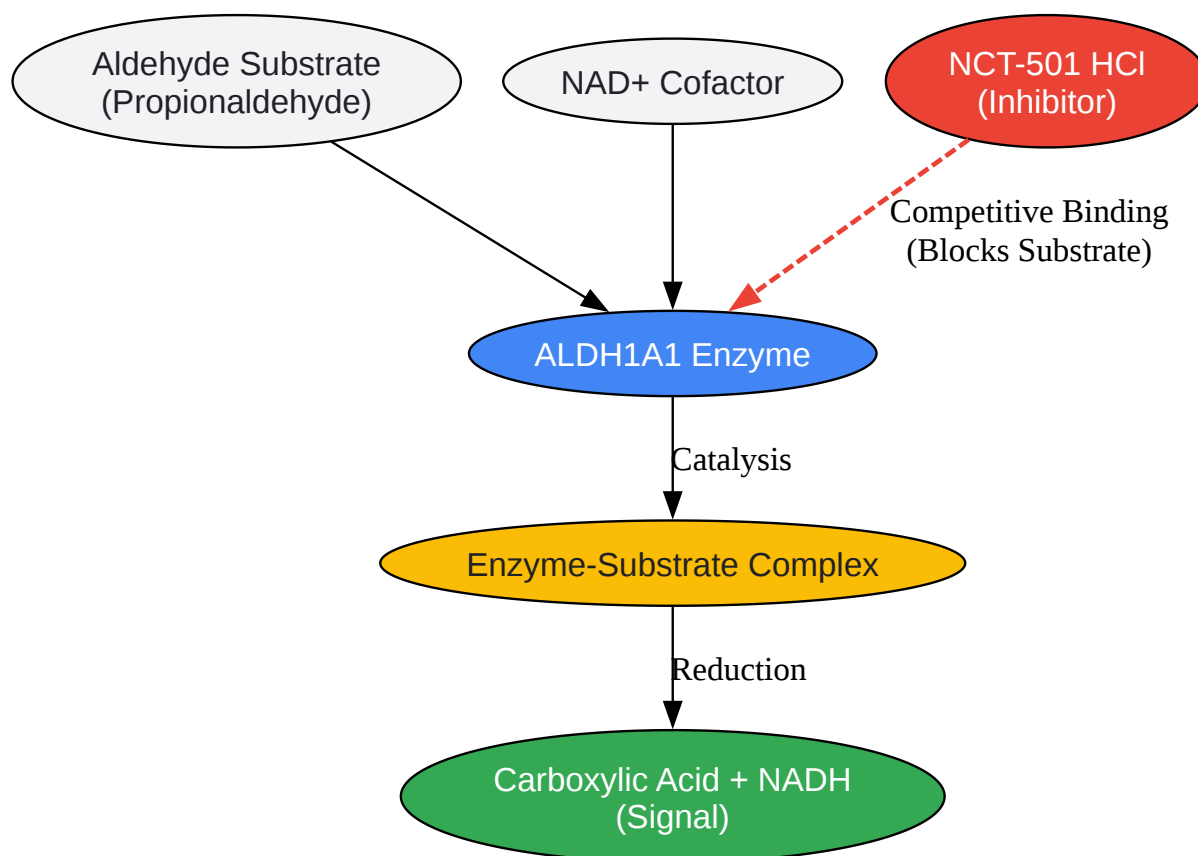 Aldehyde Substrate
(Propionaldehyde)
NAD+ Cofactor
NCT-501 HCl
(Inhibitor)
Competitive Binding
(Blocks Substrate)
ALDH1A1 Enzyme
Catalysis
Enzyme-Substrate Complex
Reduction
Carboxylic Acid + NADH
(Signal)